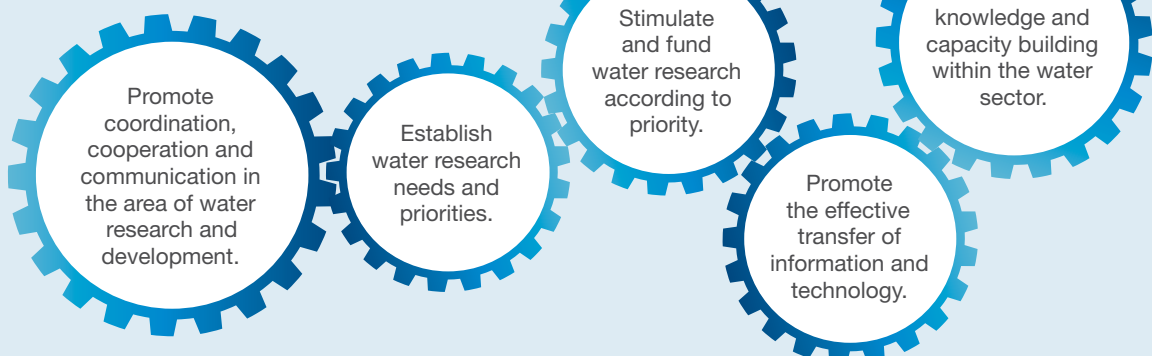 Promote
coordination,
cooperation and
communication in
the area of water
research and
development.
Establish
water research
needs and
priorities.
Stimulate
and fund
water research
according to
priority.
Promote
the effective
transfer of
information and
technology.
knowledge and
capacity building
within the water
sector.